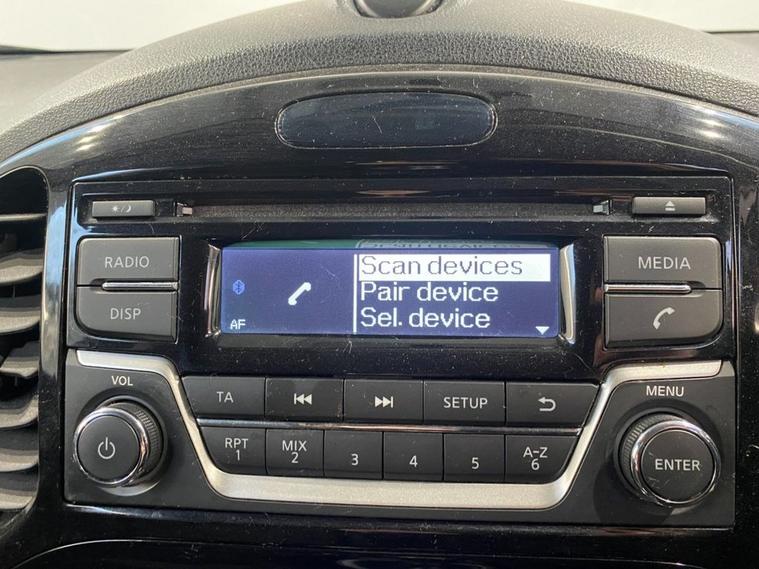 RADIO
MEDIA
DISP
AF
Scan devices
Pair device
Sel. device
VOL
MENU
TA
SETUP
RPT
1
MIX
2
3
4
5
A-Z
6
ENTER